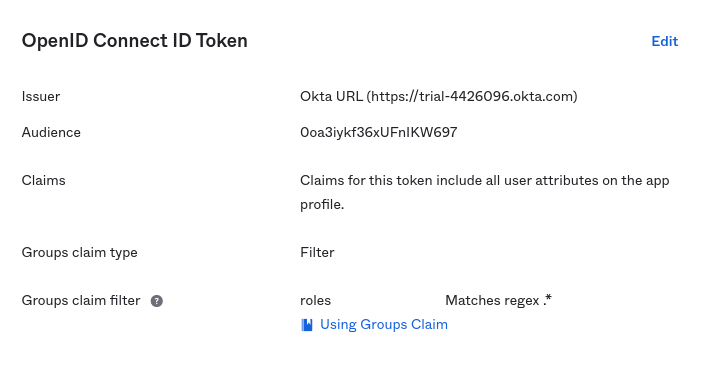 OpenID Connect ID Token
Edit
Issuer
Okta URL (https://trial-4426096.okta.com)
Audience
0oa3iykf36xUFnIKW697
Claims
Claims for this token include all user attributes on the app
profile.
Groups claim type
Filter
Groups claim filter ?
roles
Matches regex .*
Using Groups Claim